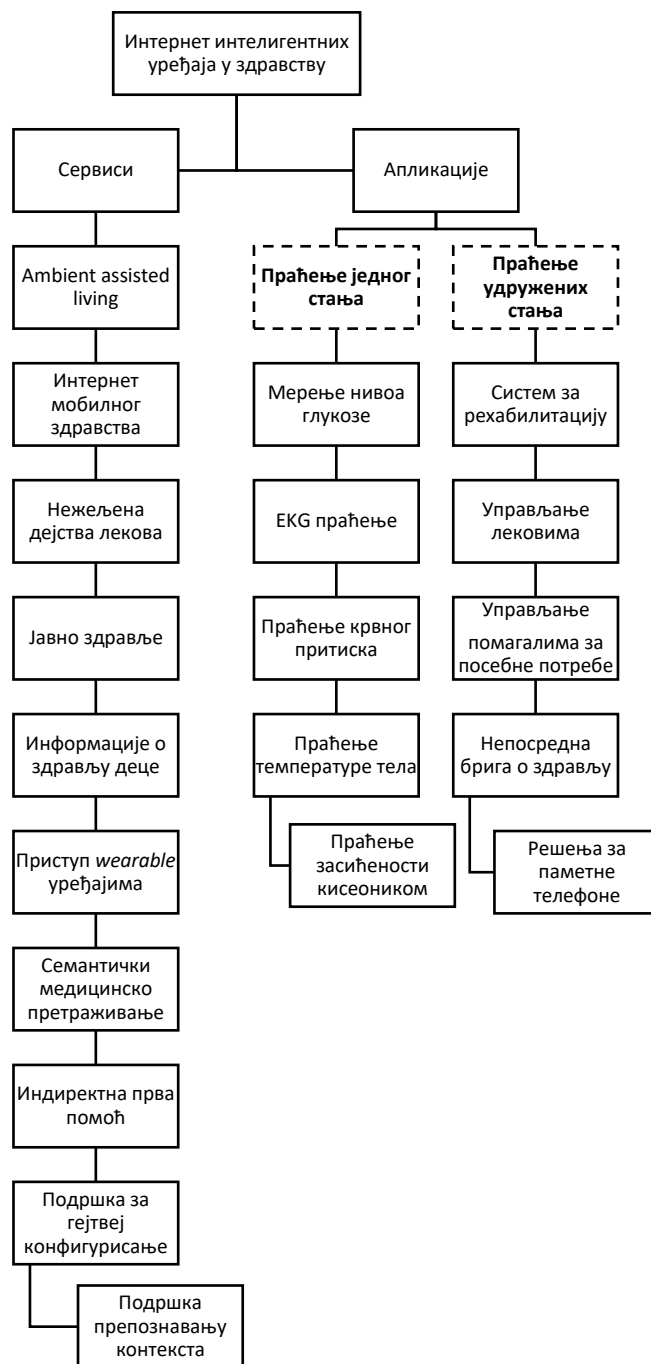 Интернет интелигентних
уређаја у здравству
Сервиси
Апликације
Ambient assisted
living
Интернет
мобилног
здравства
Нежељена
дејства лекова
Јавно здравље
Информације о
здрављу деце
Приступ wearable
уређајима
Семантички
медицинско
претраживање
Индиректна прва
помоћ
Подршка за
гејтвеј
конфигурисање
Подршка
препознавању
контекста
Праћење једног
стања
Мерење нивоа
глукозе
EKG праћење
Праћење крвног
притиска
Праћење
температуре тела
Праћење
засићености
кисеоником
Праћење
удружених
стања
Систем за
рехабилитацију
Управљање
лековима
Управљање
помагалима за
посебне потребе
Непосредна
брига о здрављу
Решења за
паметне
телефоне